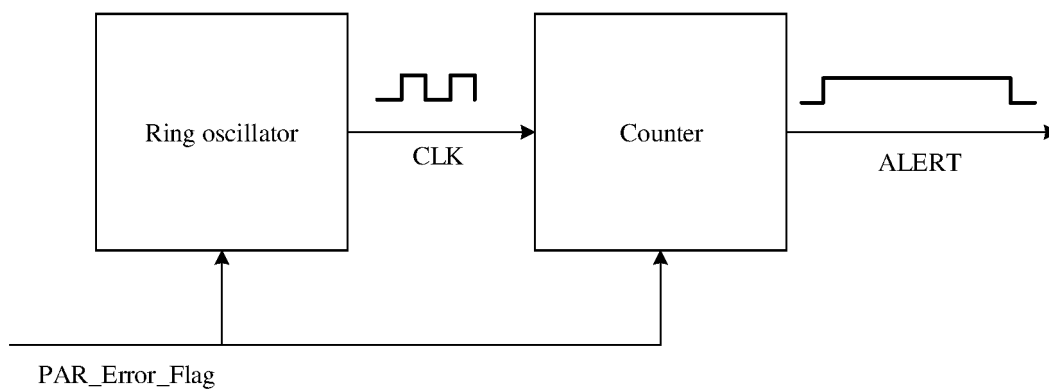 Ring oscillator
CLK
Counter
ALERT
PAR_Error_Flag